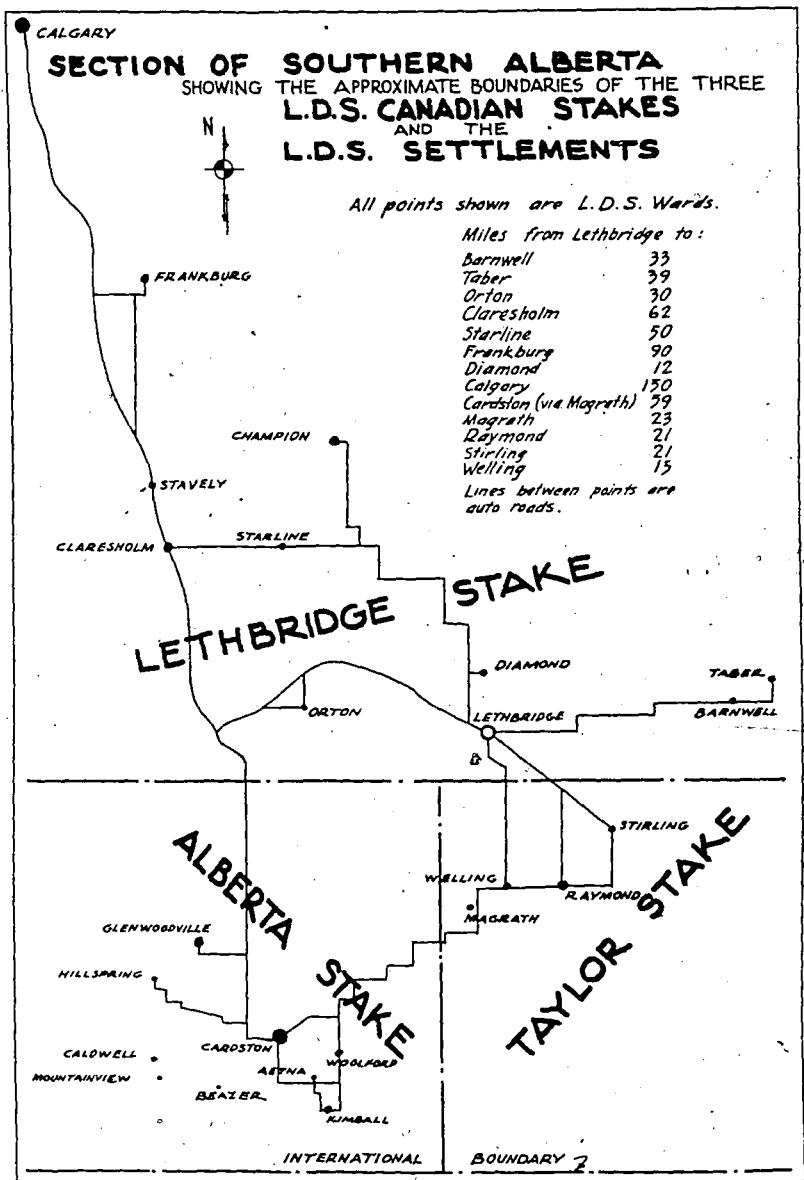 CALGARY
SECTION OF SOUTHERN ALBERTA
SHOWING THE APPROXIMATE BOUNDARIES OF THE THREE
L.D.S. CANADIAN STAKES
AND THE
L.D.S. SETTLEMENTS
N
All points shown are L.D.S. Wards.
Miles from Lethbridge to:
Barnwell 33
Taber 39
Orton 30
Claresholm 62
Starline 50
Frankburg 90
Diamond 12
Calgary 150
Cardston (via Magrath) 59
Magrath 23
Raymond 21
Stirling 21
Welling 15
Lines between points are
auto roads.
FRANKBURG
CHAMPION
STAVELY
CLARESHOLM
STARLINE
LETHBRIDGE STAKE
DIAMOND
TABER
BARNWELL
ORTON
LETHBRIDGE
STIRLING
ALBERTA STAKE
TAYLOR STAKE
WELLING
RAYMOND
MAGRATH
GLENWOODVILLE
HILLSPRING
CARDSTON
WOOLFORD
CALDWELL
AETNA
MOUNTAINVIEW
BEAZER
KIMBALL
INTERNATIONAL BOUNDARY